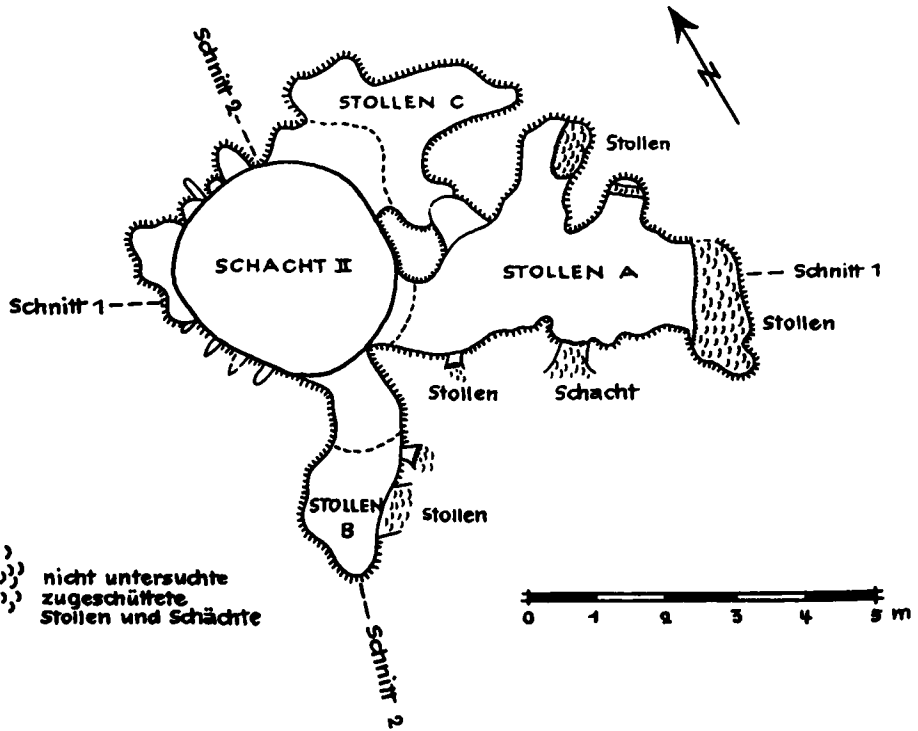 Schnitt 2
N
STOLLEN C
Stollen
SCHACHT II
STOLLEN A
Schnitt 1
Schnitt 1
Stollen
Stollen
Schacht
STOLLEN
B
Stollen
nicht untersuchte
zugeschüttete
Stollen und Schächte
0 1 2 3 4 5 m
Schnitt 2